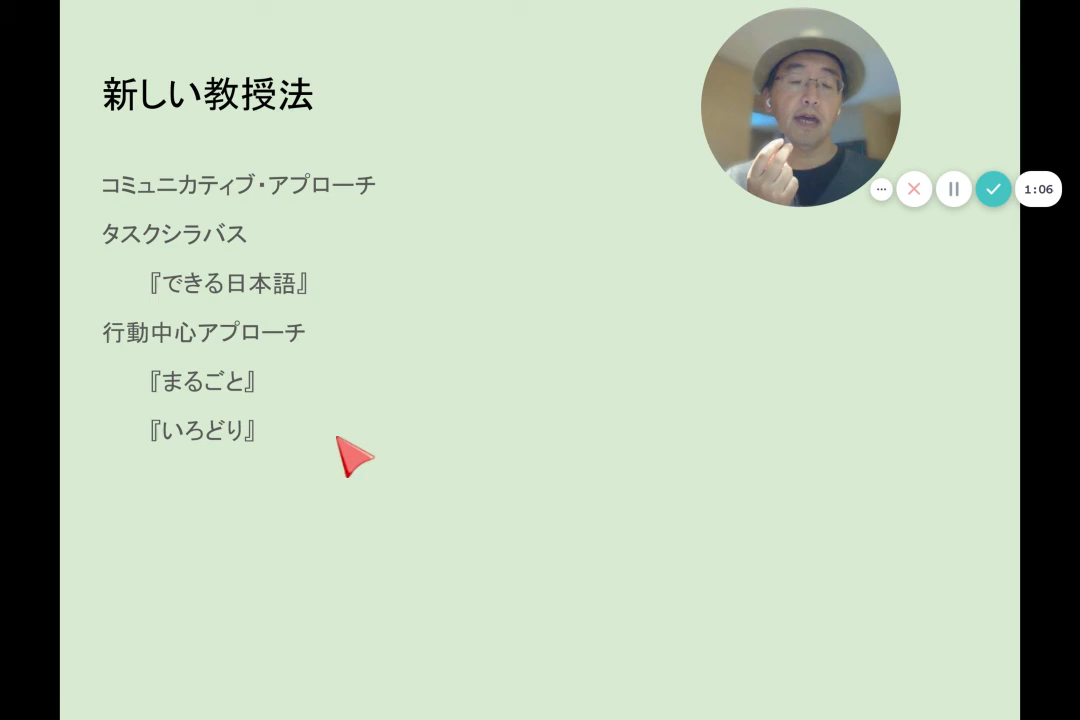 新しい教授法
コミュニカティブ・アプローチ
タスクシラバス
『できる日本語』
行動中心アプローチ
『まるごと』
『いろどり』
1:06